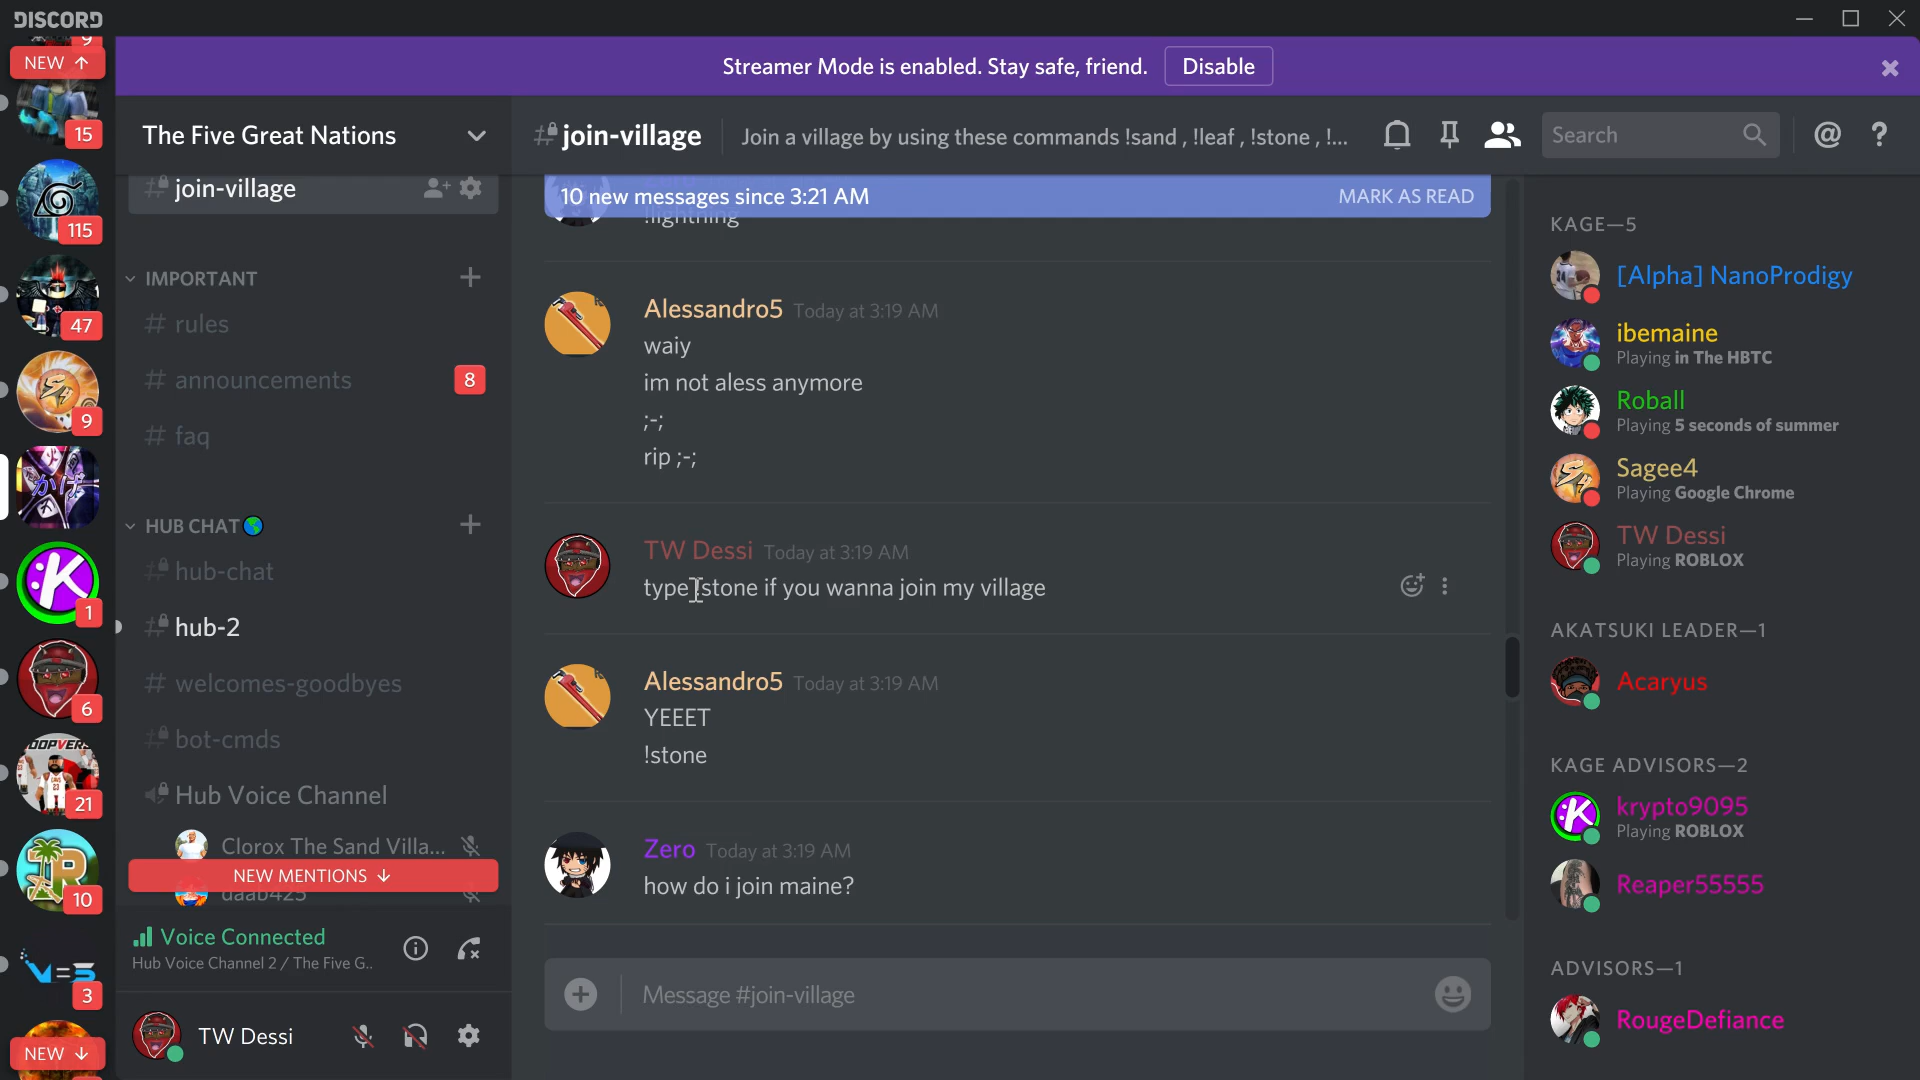 DISCORD
NEW ↑
9
15
115
47
9
かげ
K
1
6
21
R
10
V=3
3
NEW ↓
Streamer Mode is enabled. Stay safe, friend.
Disable
The Five Great Nations
join-village
IMPORTANT
# rules
# announcements
8
# faq
HUB CHAT
hub-chat
hub-2
# welcomes-goodbyes
bot-cmds
Hub Voice Channel
Clorox The Sand Villa...
NEW MENTIONS ↓
daab425
Voice Connected
Hub Voice Channel 2 / The Five G..
TW Dessi
# join-village
Join a village by using these commands !sand , !leaf , !stone , !...
Search
@
?
10 new messages since 3:21 AM
MARK AS READ
!lightning
Alessandro5 Today at 3:19 AM
waiy
im not aless anymore
;-;
rip ;-;
TW Dessi Today at 3:19 AM
type !stone if you wanna join my village
Alessandro5 Today at 3:19 AM
YEEET
!stone
Zero Today at 3:19 AM
how do i join maine?
Message #join-village
KAGE—5
[Alpha] NanoProdigy
ibemaine
Playing in The HBTC
Roball
Playing 5 seconds of summer
Sagee4
Playing Google Chrome
TW Dessi
Playing ROBLOX
AKATSUKI LEADER—1
Acaryus
KAGE ADVISORS—2
krypto9095
Playing ROBLOX
Reaper55555
ADVISORS—1
RougeDefiance